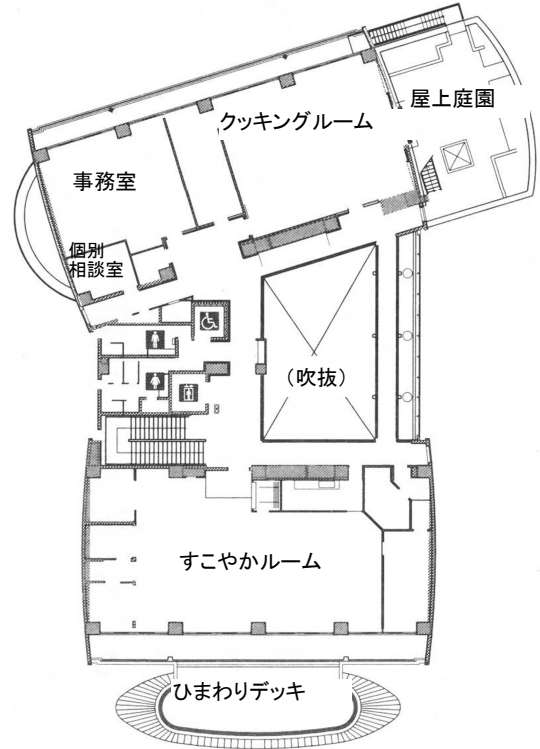 屋上庭園
クッキングルーム
事務室
個別
相談室
（吹抜）
すこやかルーム
ひまわりデッキ